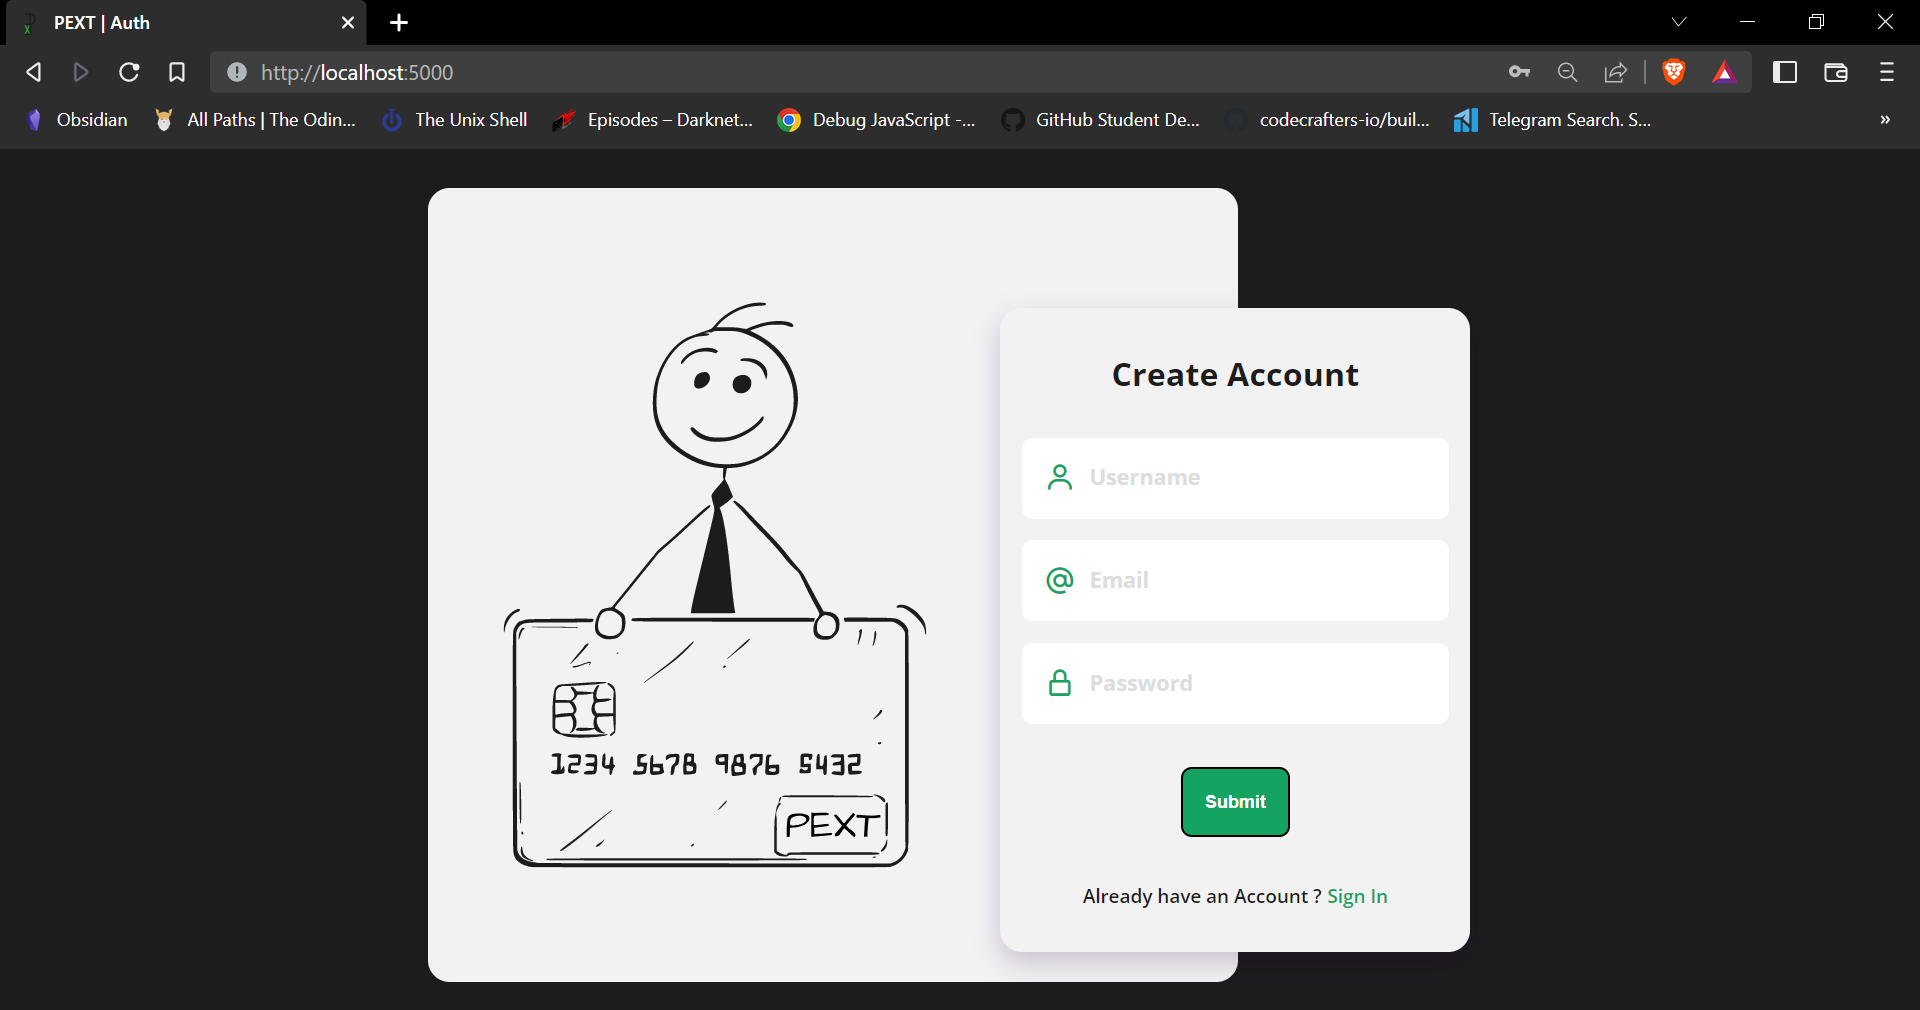 PEXT | Auth
http://localhost:5000
Obsidian
All Paths | The Odin...
The Unix Shell
Episodes – Darknet...
Debug JavaScript -...
GitHub Student De...
codecrafters-io/buil...
Telegram Search. S...
»
Create Account
Username
Email
Password
Submit
Already have an Account ? Sign In
1234 5678 9876 5432
PEXT